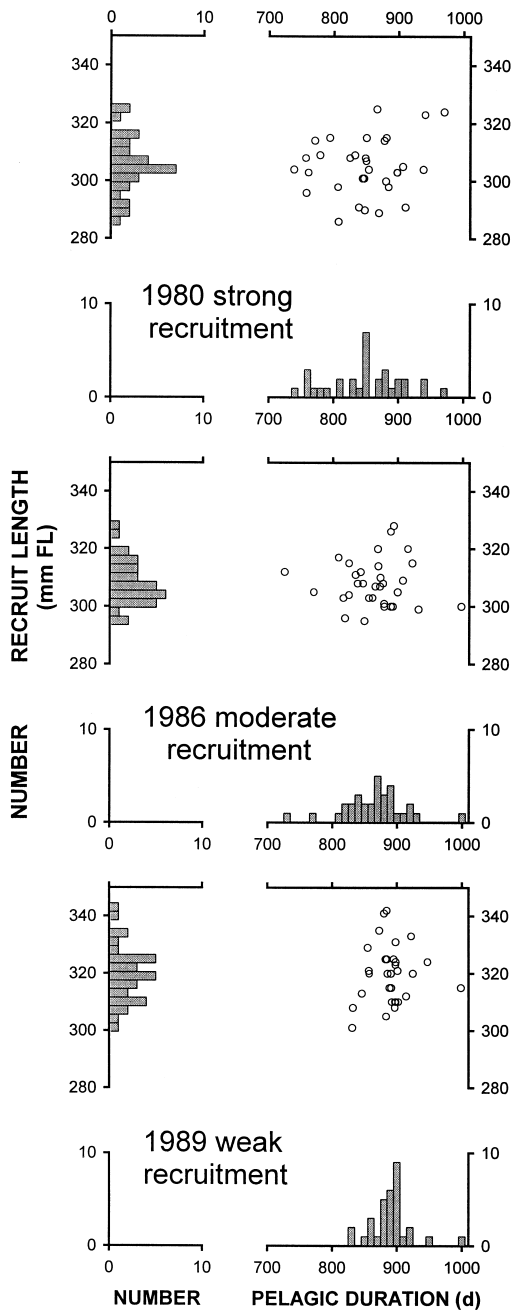 0 10 700 800 900 1000
340 340
320 320
300 300
280 280
10 10
1980 strong
recruitment
0 0
0 10 700 800 900 1000
RECRUIT LENGTH
(mm FL)
340 340
320 320
300 300
280 280
NUMBER
10 10
1986 moderate
recruitment
0 0
0 10 700 800 900 1000
340 340
320 320
300 300
280 280
10 10
1989 weak
recruitment
0 0
0 10 700 800 900 1000
NUMBER PELAGIC DURATION (d)